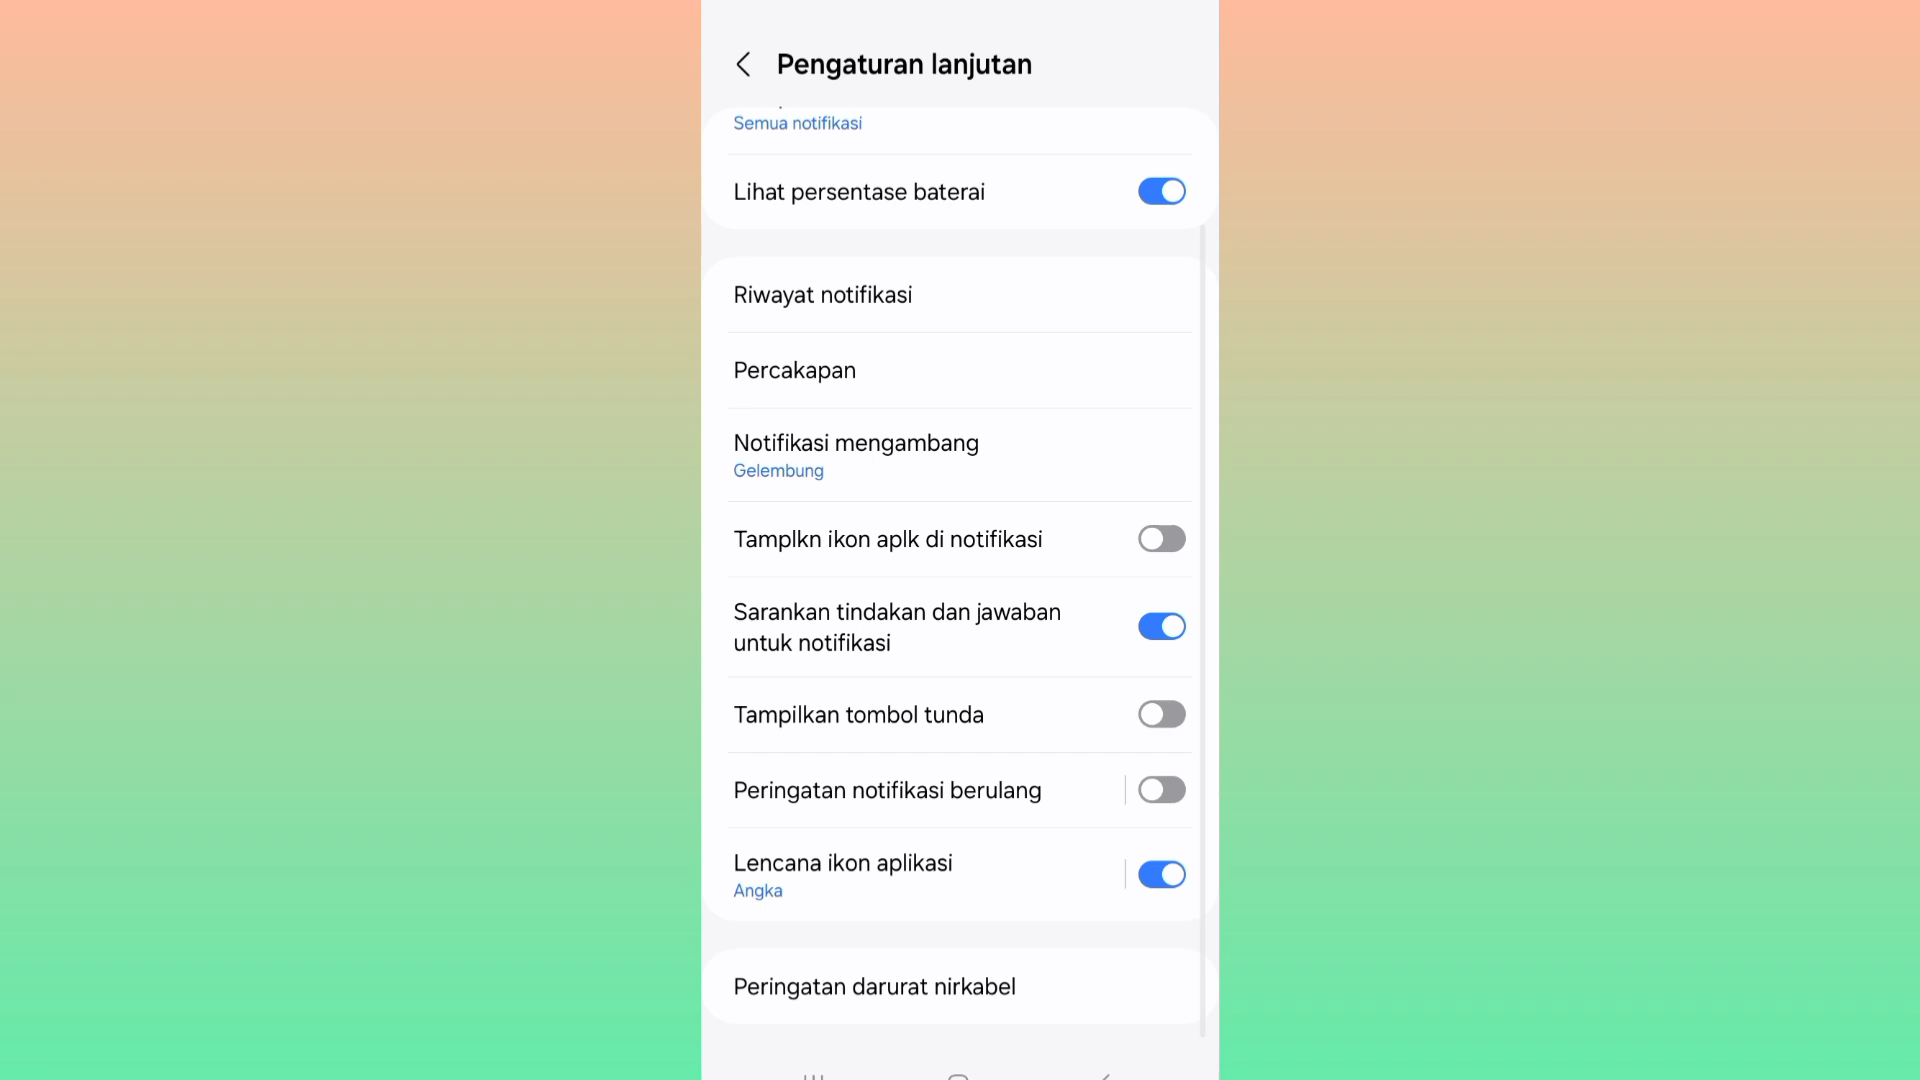 Pengaturan lanjutan
Semua notifikasi
Lihat persentase baterai
Riwayat notifikasi
Percakapan
Notifikasi mengambang
Gelembung
Tamplkn ikon aplk di notifikasi
Sarankan tindakan dan jawaban
untuk notifikasi
Tampilkan tombol tunda
Peringatan notifikasi berulang
Lencana ikon aplikasi
Angka
Peringatan darurat nirkabel